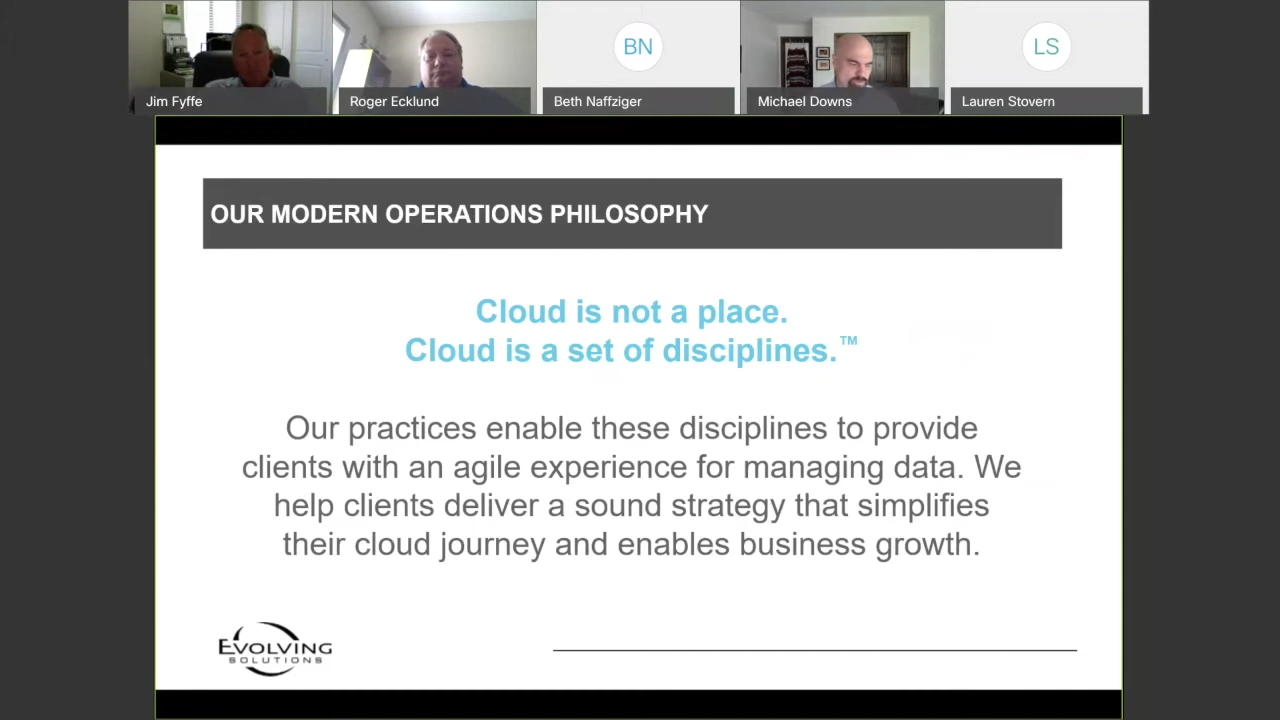 BN
LS
Jim Fyffe
Roger Ecklund
Beth Naffziger
Michael Downs
Lauren Stovern
OUR MODERN OPERATIONS PHILOSOPHY
Cloud is not a place.
Cloud is a set of disciplines.™
Our practices enable these disciplines to provide
clients with an agile experience for managing data. We
help clients deliver a sound strategy that simplifies
their cloud journey and enables business growth.
EVOLVING
SOLUTIONS